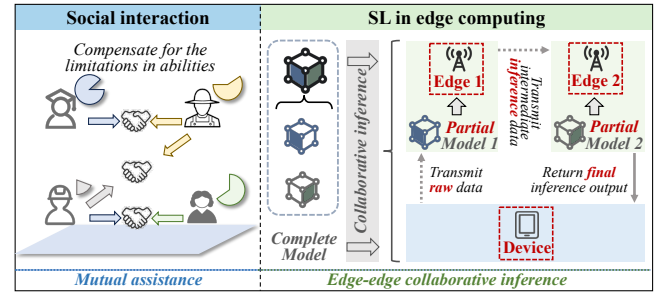 Social interaction
Compensate for the
limitations in abilities
Mutual assistance
SL in edge computing
Complete
Model
Collaborative inference
Edge 1
Partial
Model 1
Transmit
intermediate
inference data
Edge 2
Partial
Model 2
Transmit
raw data
Return final
inference output
Device
Edge-edge collaborative inference